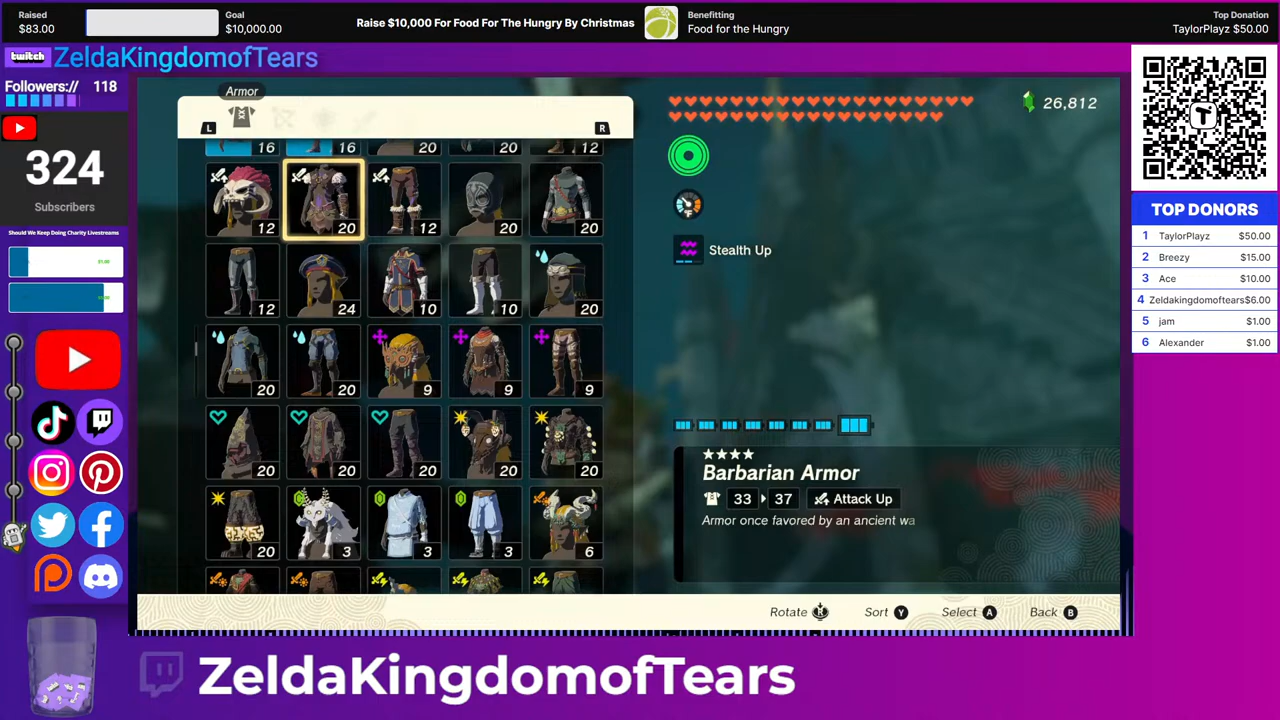 Raised
$83.00
Goal
$10,000.00
Raise $10,000 For Food For The Hungry By Christmas
Benefitting
Food for the Hungry
Top Donation
TaylorPlayz $50.00
twitch ZeldaKingdomofTears
Followers:// 118
324
Subscribers
Should We Keep Doing Charity Livestreams
Armor
L
R
26,812
16 16 20 20 12
12 20 12 20 20
12 24 10 10 20
20 20 9 9 9
20 20 20 20 20
20 3 3 3 6
Stealth Up
★★★★
Barbarian Armor
33 37 Attack Up
Armor once favored by an ancient wa
Rotate R Sort Y Select A Back B
T
TOP DONORS
1 TaylorPlayz $50.00
2 Breezy $15.00
3 Ace $10.00
4 Zeldakingdomoftears $6.00
5 jam $1.00
6 Alexander $1.00
ZeldaKingdomofTears